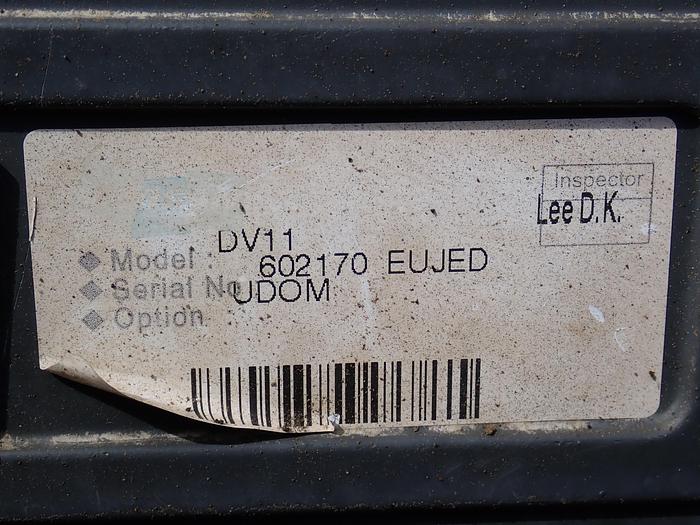 Inspector
Lee D.K.
◆ Model : DV11
◆ Serial No 602170 EUJED
◆ Option UDOM